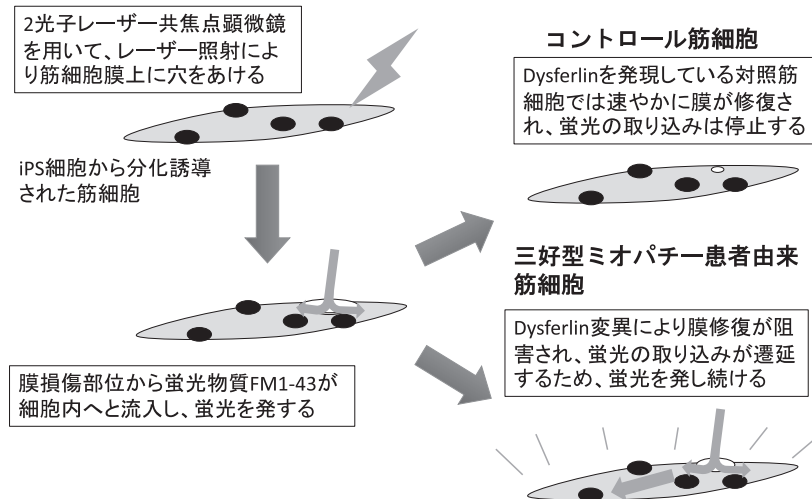 2光子レーザー共焦点顕微鏡
を用いて、レーザー照射によ
り筋細胞膜上に穴をあける
iPS細胞から分化誘導
された筋細胞
膜損傷部位から蛍光物質FM1-43が
細胞内へと流入し、蛍光を発する
コントロール筋細胞
Dysferlinを発現している対照筋
細胞では速やかに膜が修復さ
れ、蛍光の取り込みは停止する
三好型ミオパチー患者由来
筋細胞
Dysferlin変異により膜修復が阻
害され、蛍光の取り込みが遷延
するため、蛍光を発し続ける